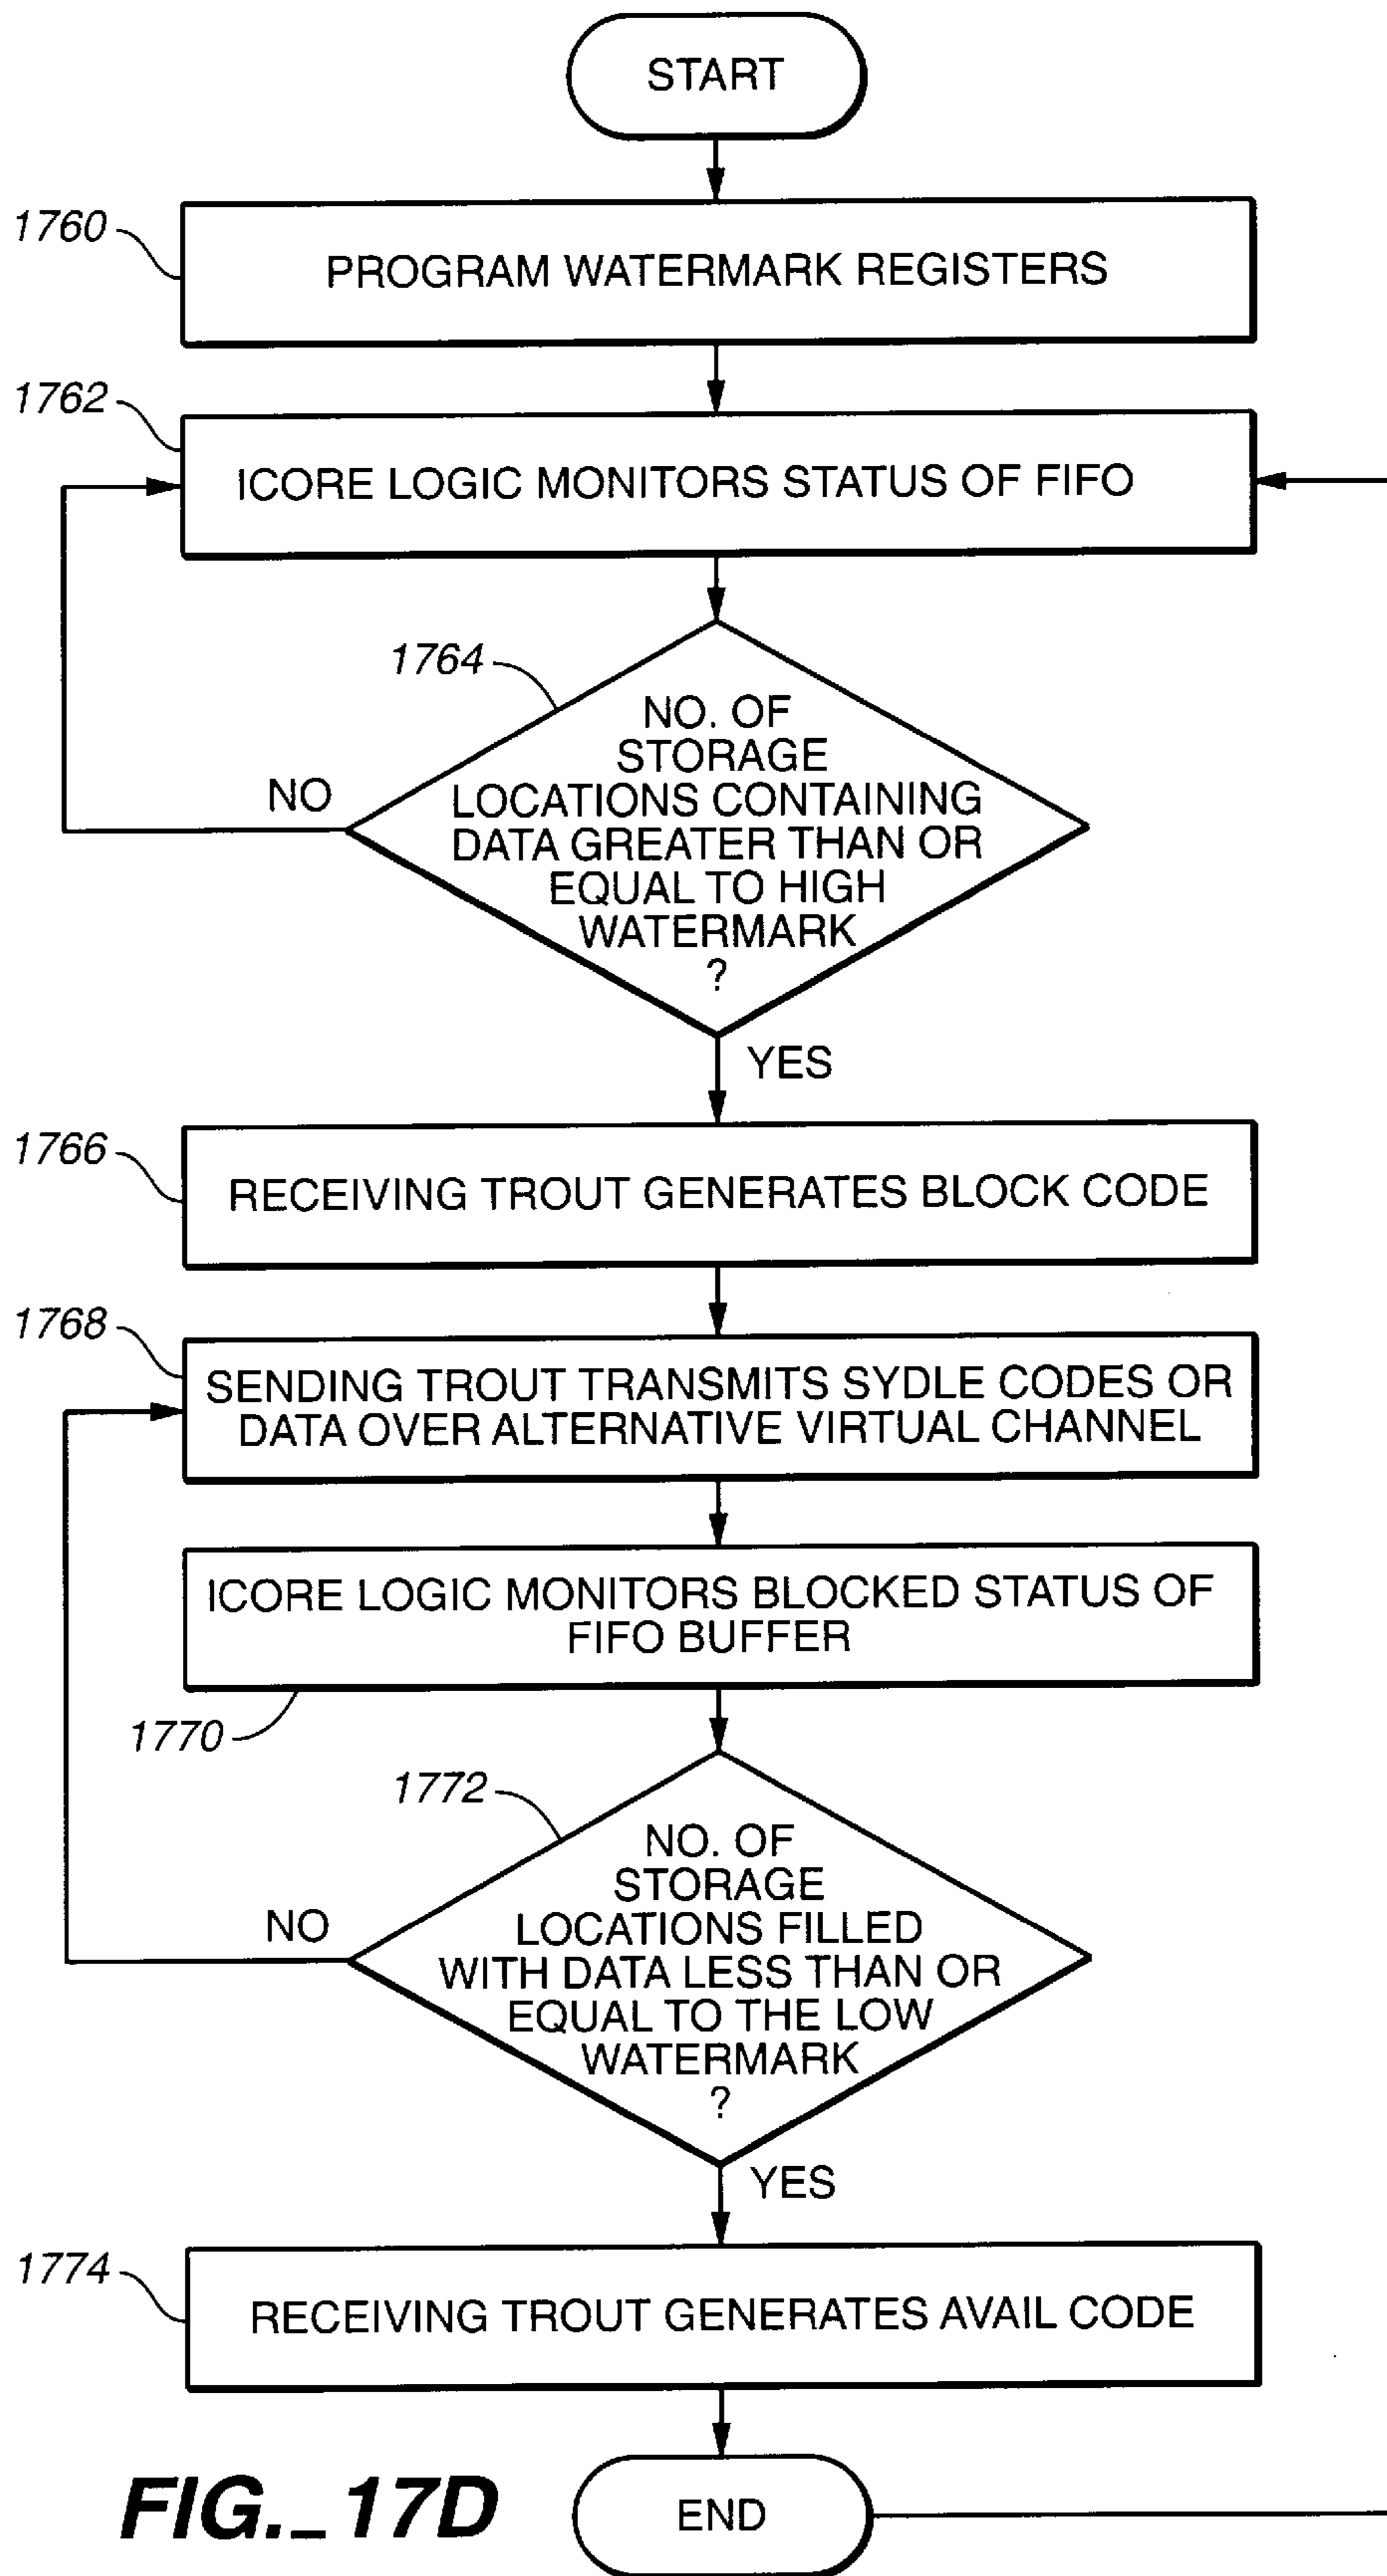 START
1760
PROGRAM WATERMARK REGISTERS
1762
ICORE LOGIC MONITORS STATUS OF FIFO
1764
NO. OF
STORAGE
LOCATIONS CONTAINING
DATA GREATER THAN OR
EQUAL TO HIGH
WATERMARK
?
NO
YES
1766
RECEIVING TROUT GENERATES BLOCK CODE
1768
SENDING TROUT TRANSMITS SYDLE CODES OR
DATA OVER ALTERNATIVE VIRTUAL CHANNEL
ICORE LOGIC MONITORS BLOCKED STATUS OF
FIFO BUFFER
1770
1772
NO. OF
STORAGE
LOCATIONS FILLED
WITH DATA LESS THAN OR
EQUAL TO THE LOW
WATERMARK
?
NO
YES
1774
RECEIVING TROUT GENERATES AVAIL CODE
FIG._17D
END